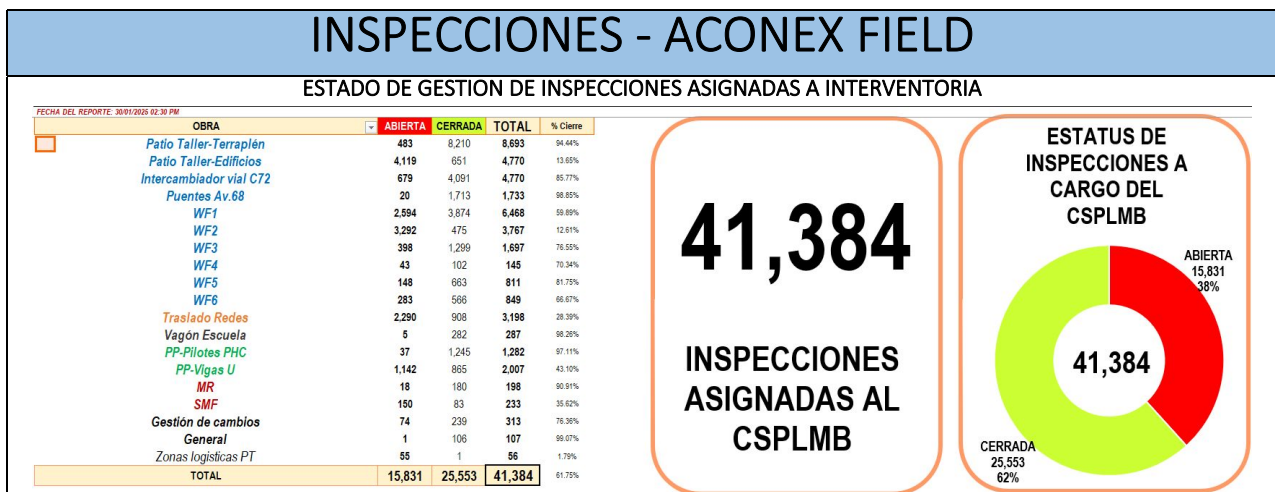 INSPECCIONES - ACONEX FIELD
ESTADO DE GESTION DE INSPECCIONES ASIGNADAS A INTERVENTORIA
FECHA DEL REPORTE: 30/01/2025 02:30 PM
OBRA ABIERTA CERRADA TOTAL % Cierre
Patio Taller-Terraplén 483 8,210 8,693 94.44%
Patio Taller-Edificios 4,119 651 4,770 13.65%
Intercambiador vial C72 679 4,091 4,770 85.77%
Puentes Av.68 20 1,713 1,733 98.85%
WF1 2,594 3,874 6,468 59.89%
WF2 3,292 475 3,767 12.61%
WF3 398 1,299 1,697 76.55%
WF4 43 102 145 70.34%
WF5 148 663 811 81.75%
WF6 283 566 849 66.67%
Traslado Redes 2,290 908 3,198 28.39%
Vagón Escuela 5 282 287 98.26%
PP-Pilotes PHC 37 1,245 1,282 97.11%
PP-Vigas U 1,142 865 2,007 43.10%
MR 18 180 198 90.91%
SMF 150 83 233 35.62%
Gestión de cambios 74 239 313 76.36%
General 1 106 107 99.07%
Zonas logisticas PT 55 1 56 1.79%
TOTAL 15,831 25,553 41,384 61.75%
41,384
INSPECCIONES
ASIGNADAS AL
CSPLMB
ESTATUS DE
INSPECCIONES A
CARGO DEL
CSPLMB
ABIERTA
15,831
38%
41,384
CERRADA
25,553
62%